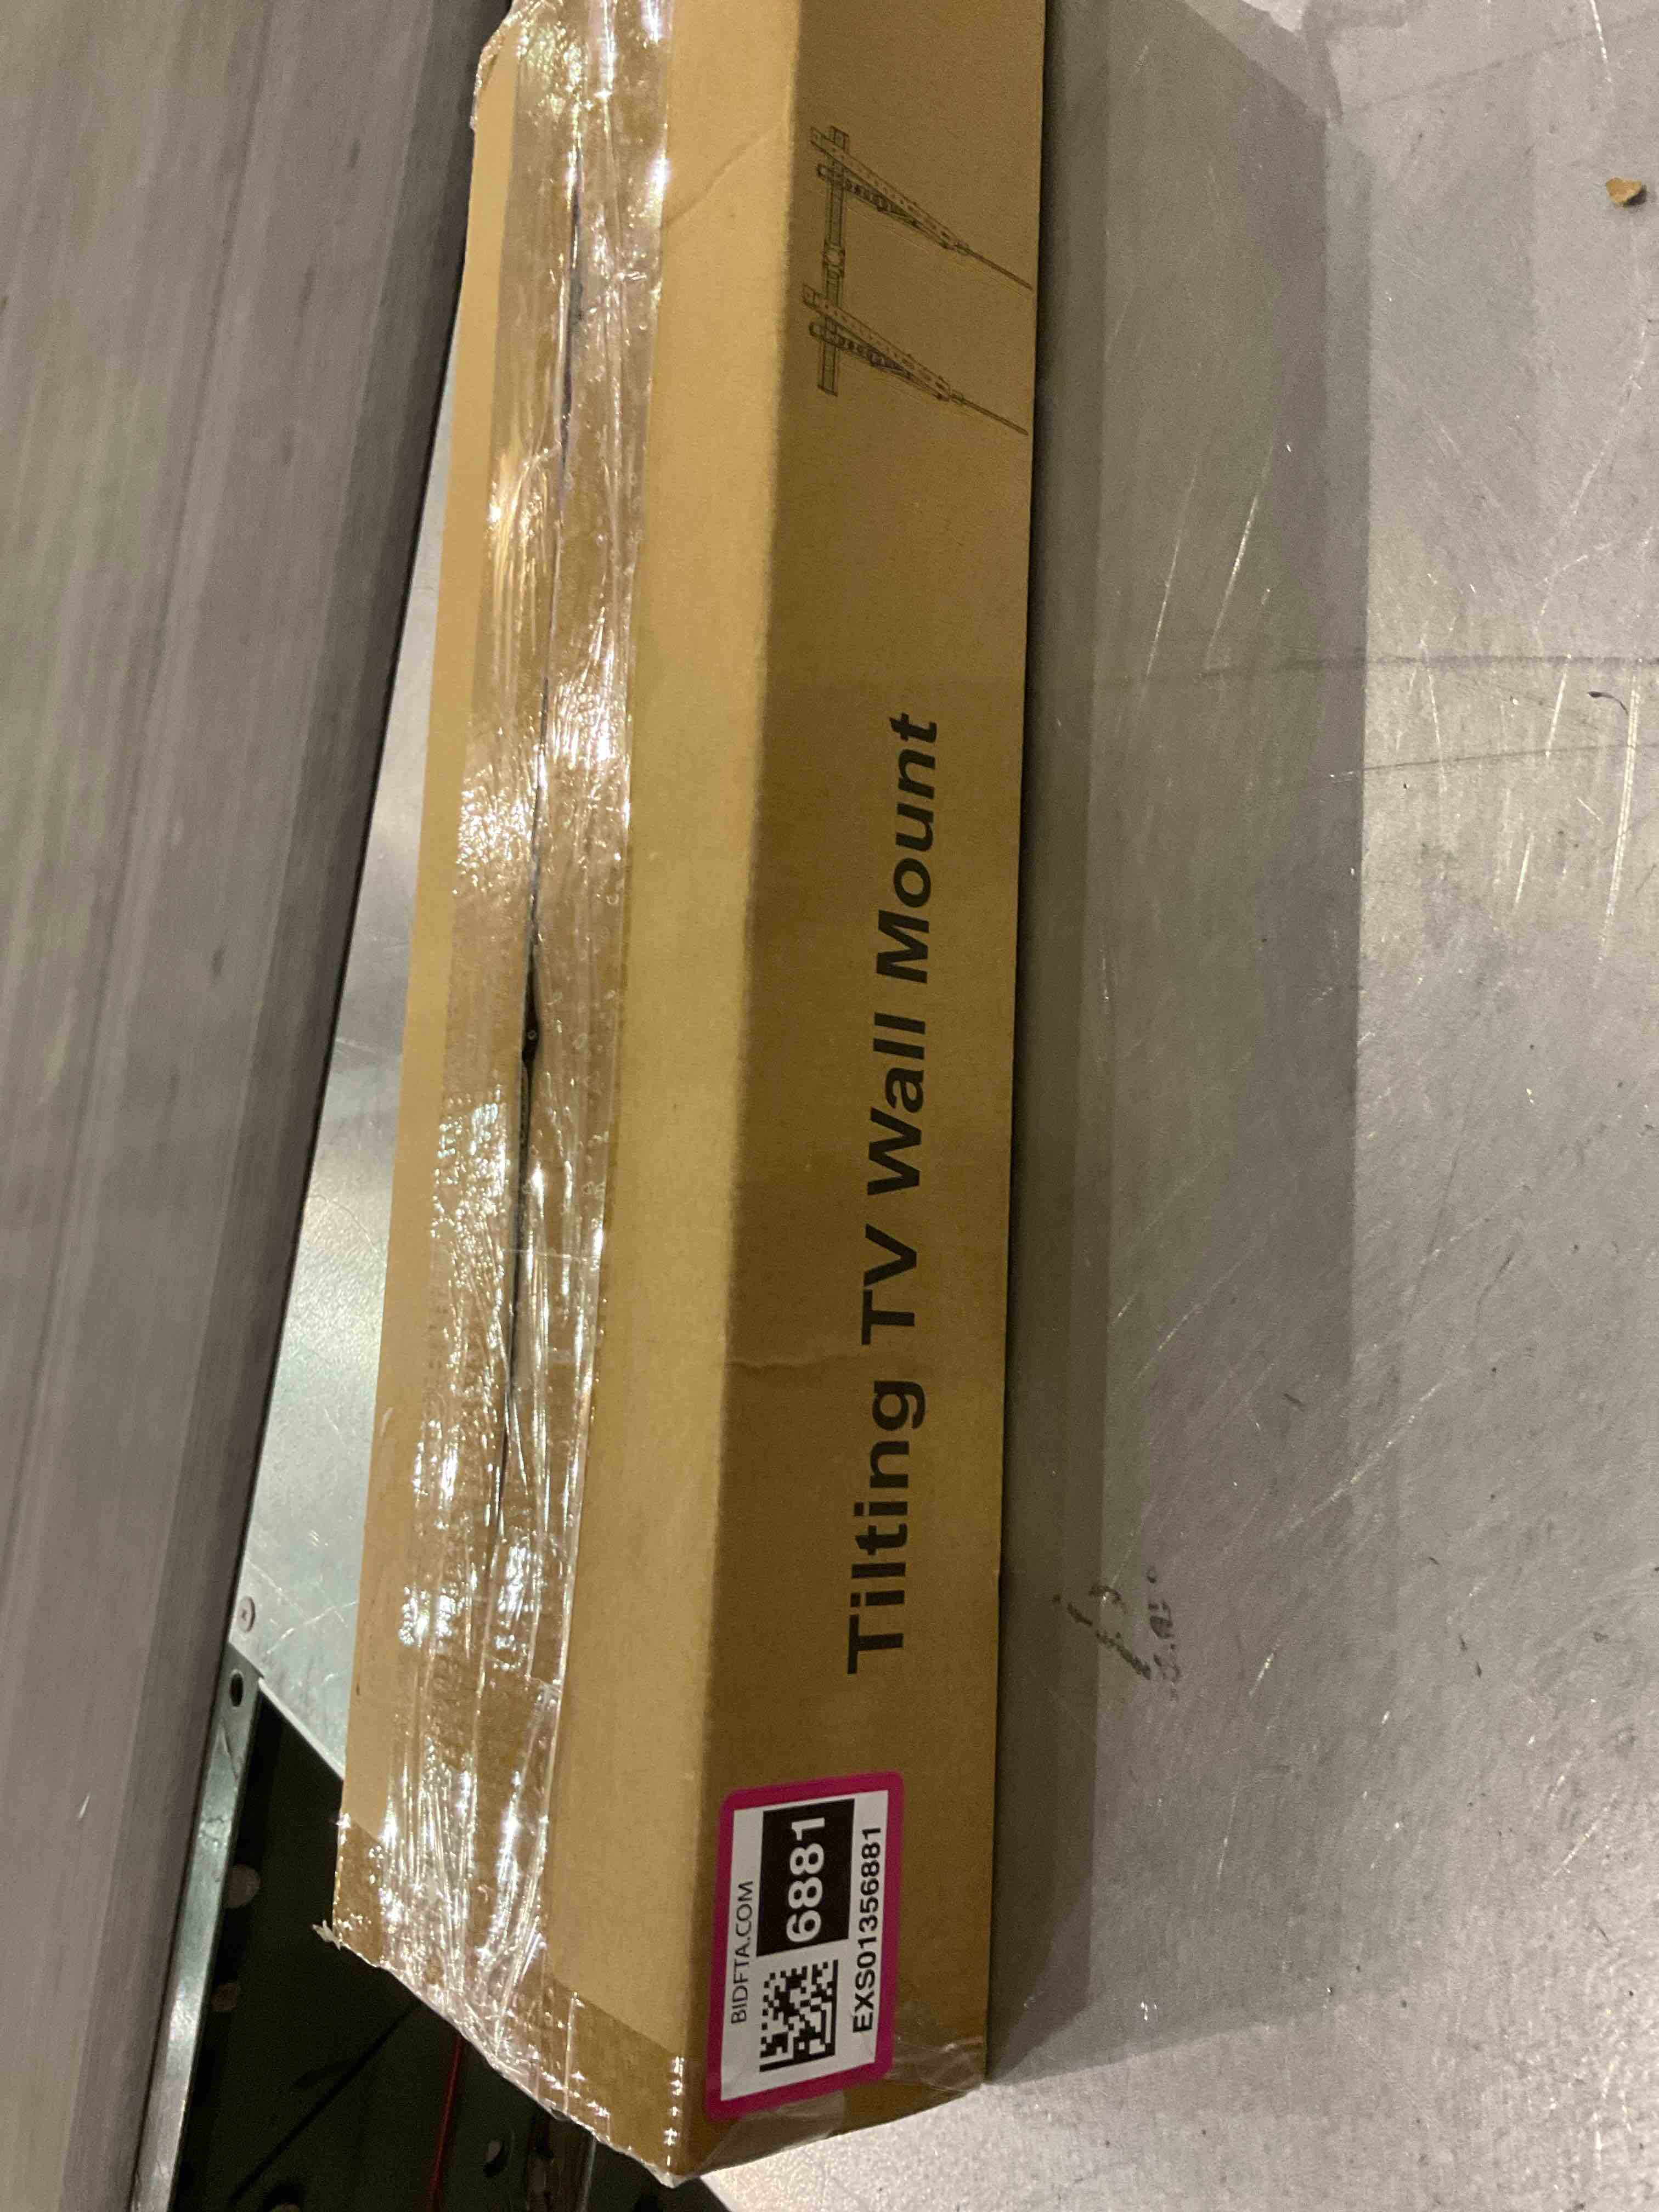 Tilting TV Wall Mount
BIDFTA.COM
6881
EXS01356881